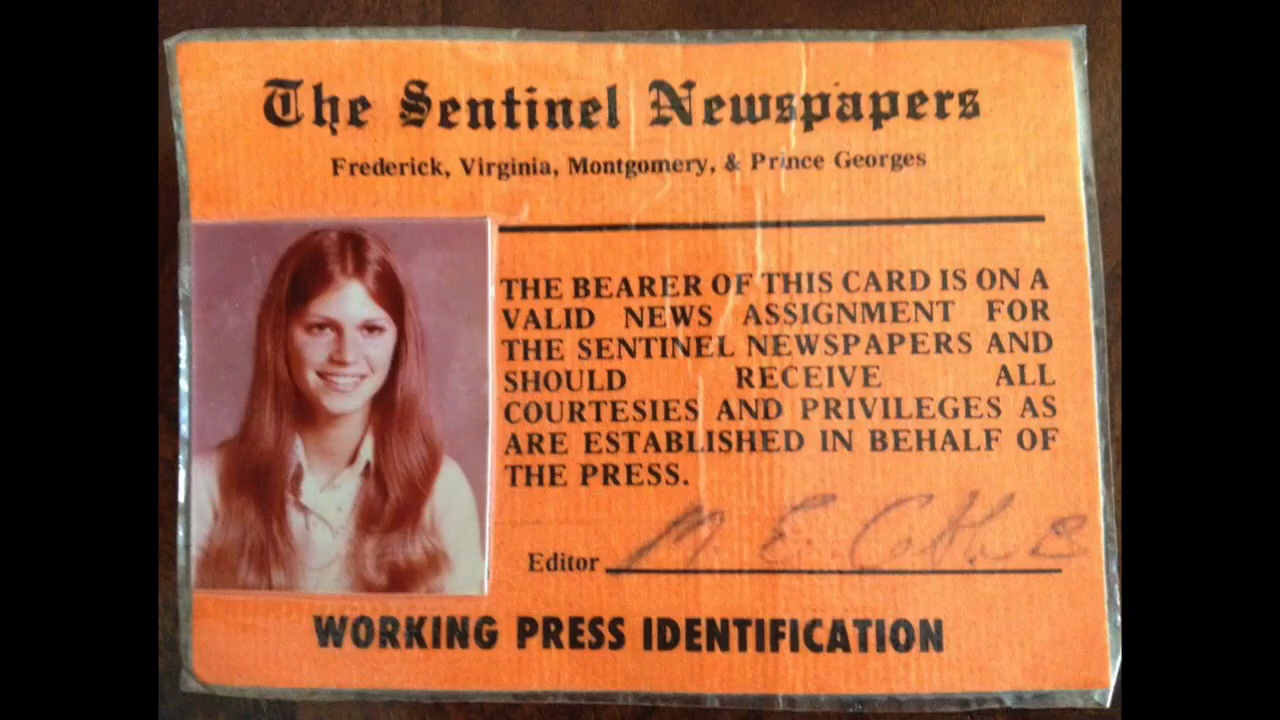 The Sentinel Newspapers
Frederick, Virginia, Montgomery, & Prince Georges
THE BEARER OF THIS CARD IS ON A
VALID NEWS ASSIGNMENT FOR
THE SENTINEL NEWSPAPERS AND
SHOULD RECEIVE ALL
COURTESIES AND PRIVILEGES AS
ARE ESTABLISHED IN BEHALF OF
THE PRESS.
Editor M E.
WORKING PRESS IDENTIFICATION